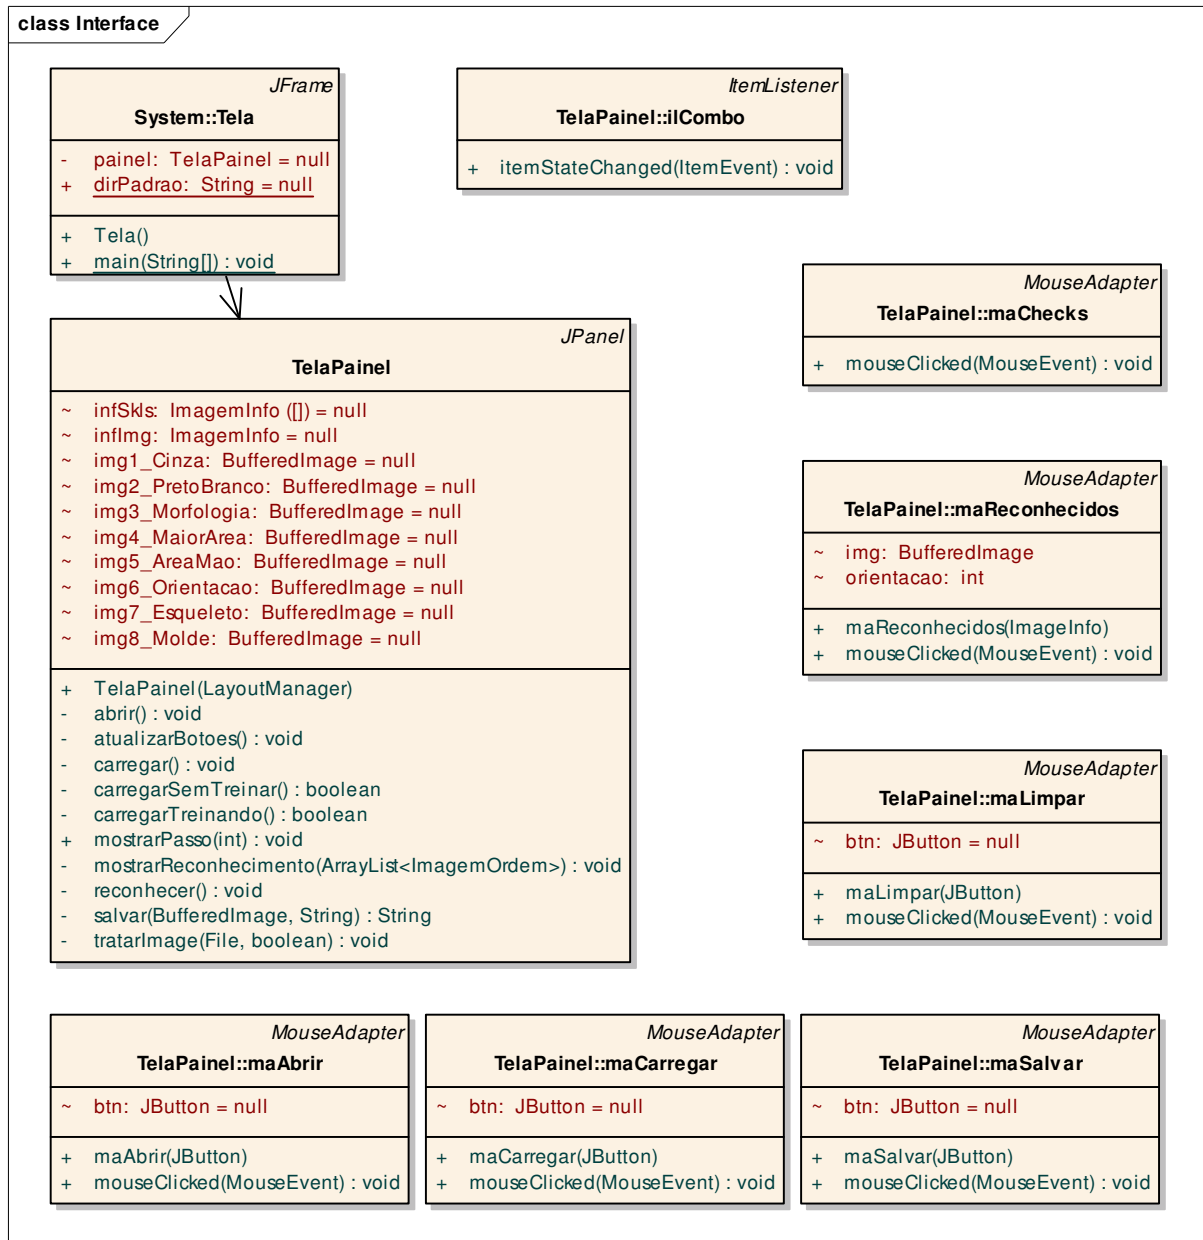 class Interface
JFrame
System::Tela
- painel: TelaPainel = null
+ dirPadrao: String = null
+ Tela()
+ main(String[]) : void
ItemListener
TelaPainel::ilCombo
+ itemStateChanged(ItemEvent) : void
MouseAdapter
TelaPainel::maChecks
+ mouseClicked(MouseEvent) : void
JPanel
TelaPainel
~ infSkls: ImagemInfo ([]) = null
~ infImg: ImagemInfo = null
~ img1_Cinza: BufferedImage = null
~ img2_PretoBranco: BufferedImage = null
~ img3_Morfologia: BufferedImage = null
~ img4_MaiorArea: BufferedImage = null
~ img5_AreaMao: BufferedImage = null
~ img6_Orientacao: BufferedImage = null
~ img7_Esqueleto: BufferedImage = null
~ img8_Molde: BufferedImage = null
+ TelaPainel(LayoutManager)
- abrir() : void
- atualizarBotoes() : void
- carregar() : void
- carregarSemTreinar() : boolean
- carregarTreinando() : boolean
+ mostrarPasso(int) : void
- mostrarReconhecimento(ArrayList<ImagemOrdem>) : void
- reconhecer() : void
- salvar(BufferedImage, String) : String
- tratarImage(File, boolean) : void
MouseAdapter
TelaPainel::maReconhecidos
~ img: BufferedImage
~ orientacao: int
+ maReconhecidos(ImageInfo)
+ mouseClicked(MouseEvent) : void
MouseAdapter
TelaPainel::maLimpar
~ btn: JButton = null
+ maLimpar(JButton)
+ mouseClicked(MouseEvent) : void
MouseAdapter
TelaPainel::maAbrir
~ btn: JButton = null
+ maAbrir(JButton)
+ mouseClicked(MouseEvent) : void
MouseAdapter
TelaPainel::maCarregar
~ btn: JButton = null
+ maCarregar(JButton)
+ mouseClicked(MouseEvent) : void
MouseAdapter
TelaPainel::maSalvar
~ btn: JButton = null
+ maSalvar(JButton)
+ mouseClicked(MouseEvent) : void